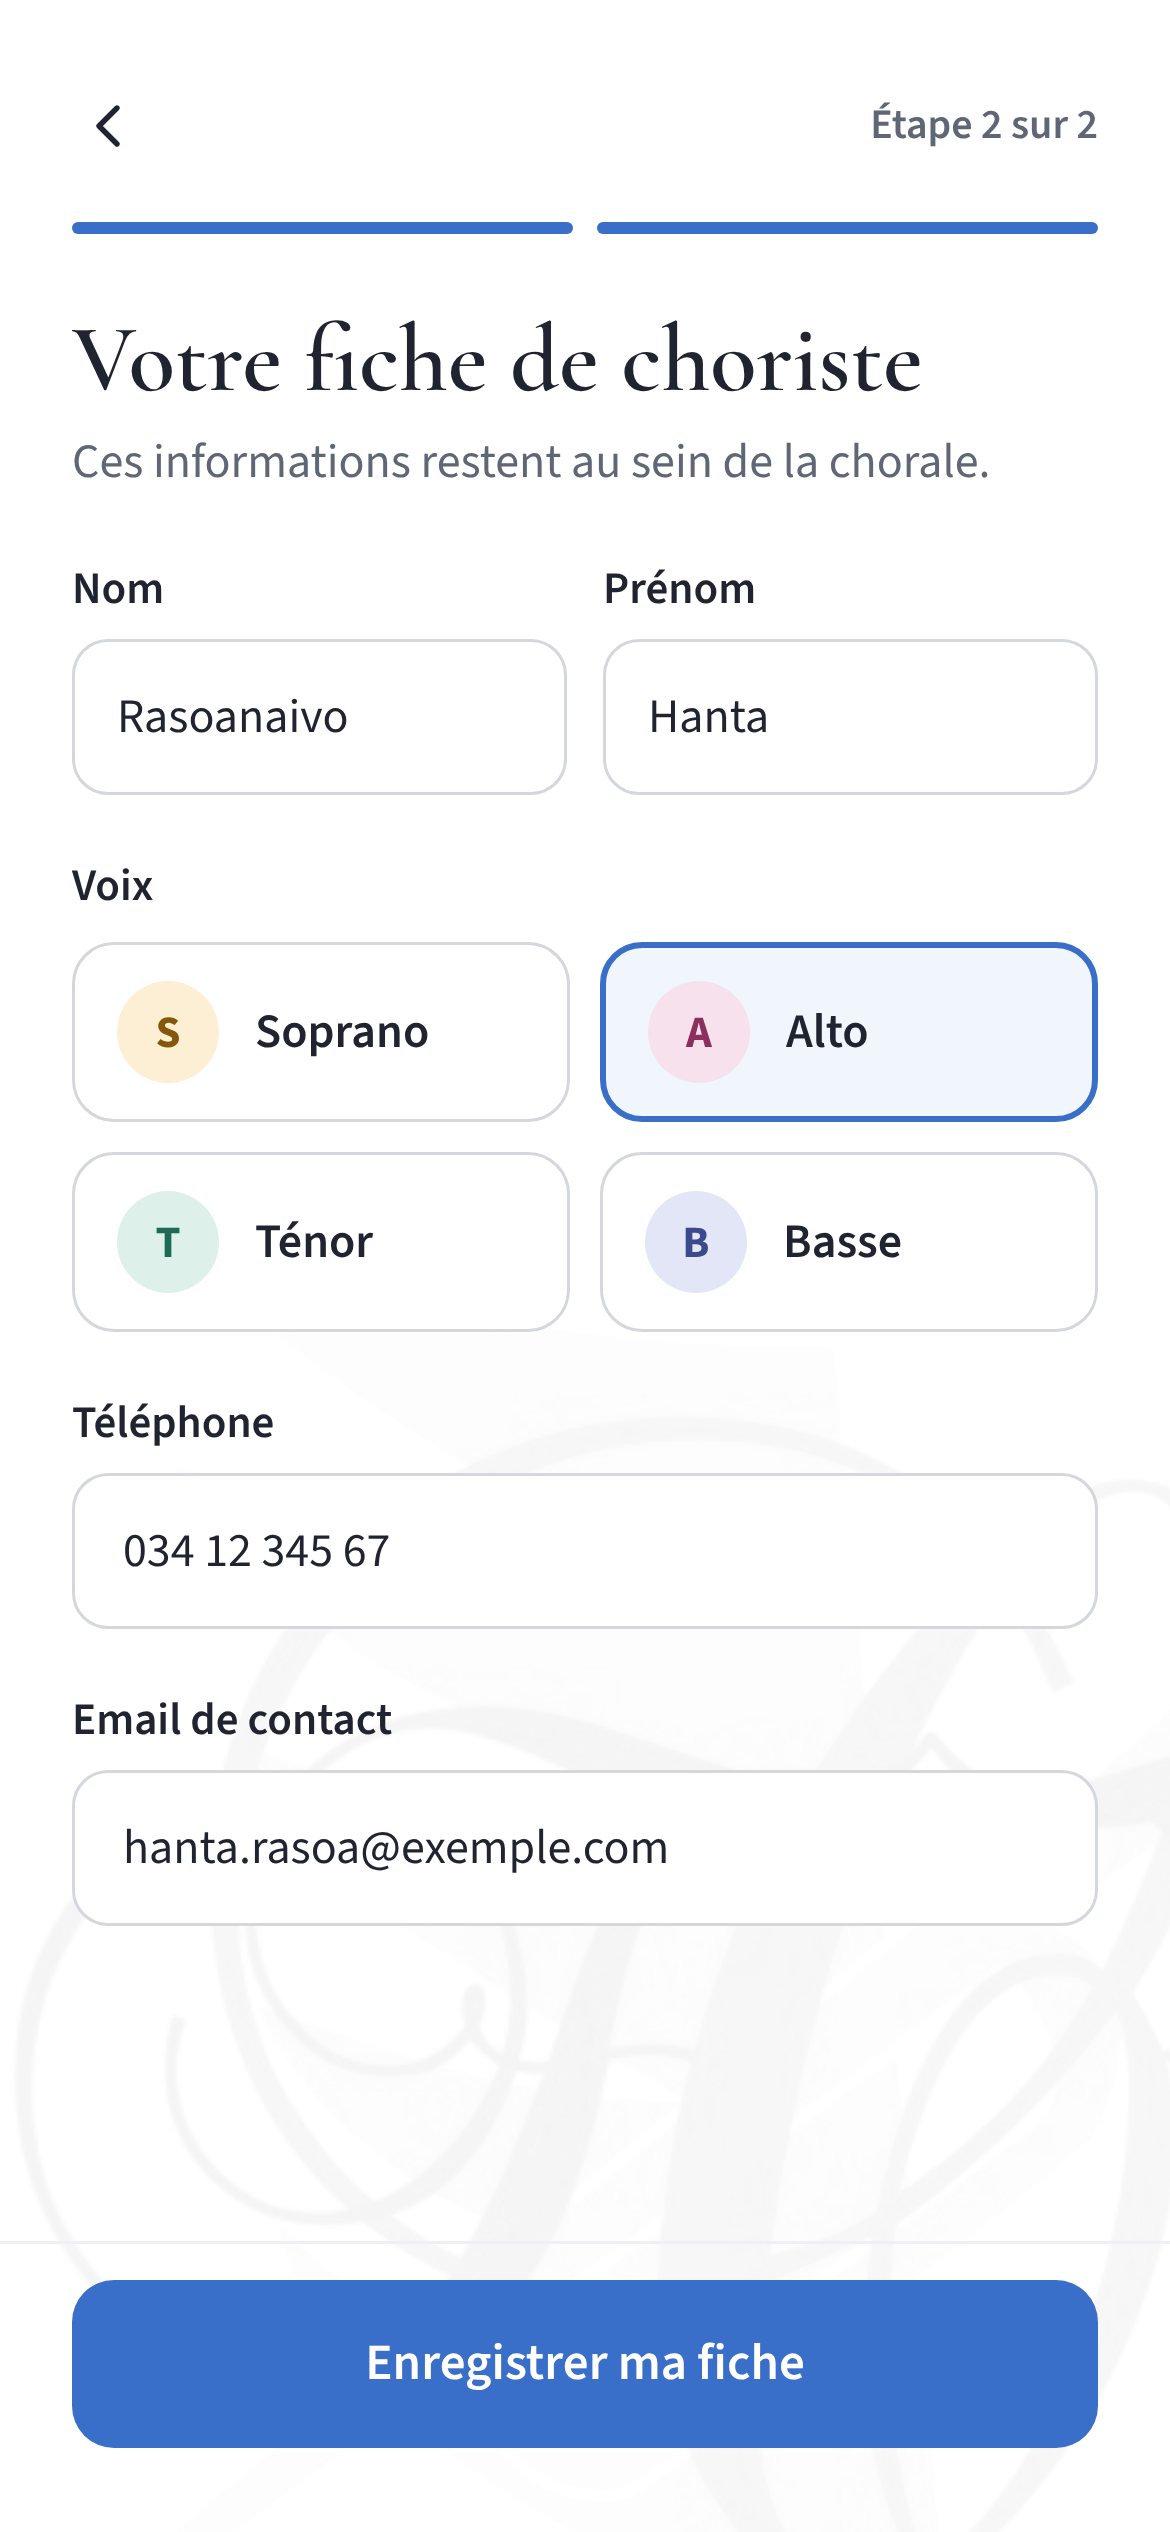 Étape 2 sur 2
Votre fiche de choriste
Ces informations restent au sein de la chorale.
Nom
Prénom
Rasoanaivo
Hanta
Voix
S Soprano
A Alto
T Ténor
B Basse
Téléphone
034 12 345 67
Email de contact
hanta.rasoa@exemple.com
Enregistrer ma fiche